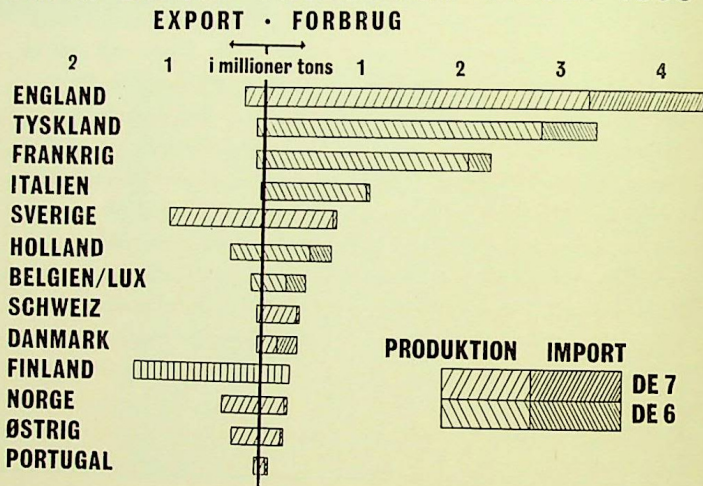 EXPORT · FORBRUG
2 1 i millioner tons 1 2 3 4
ENGLAND
TYSKLAND
FRANKRIG
ITALIEN
SVERIGE
HOLLAND
BELGIEN/LUX
SCHWEIZ
DANMARK
PRODUKTION IMPORT
FINLAND
DE 7
NORGE
DE 6
ØSTRIG
PORTUGAL